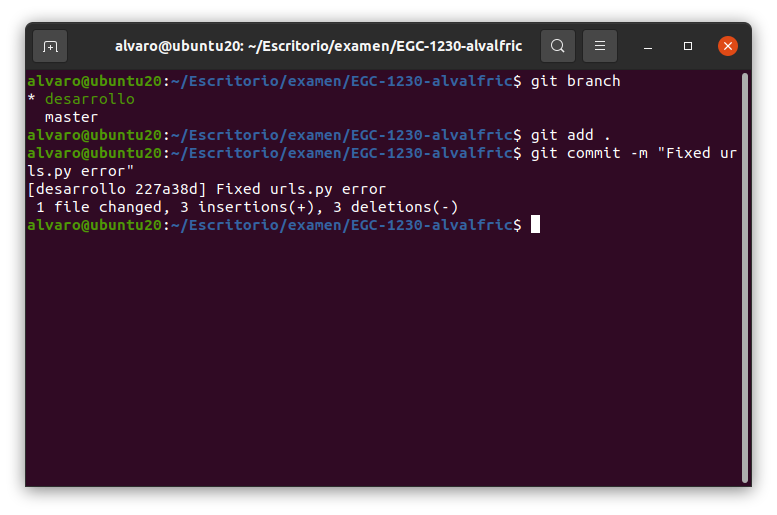 alvaro@ubuntu20: ~/Escritorio/examen/EGC-1230-alvalfric
alvaro@ubuntu20:~/Escritorio/examen/EGC-1230-alvalfric$ git branch
* desarrollo
  master
alvaro@ubuntu20:~/Escritorio/examen/EGC-1230-alvalfric$ git add .
alvaro@ubuntu20:~/Escritorio/examen/EGC-1230-alvalfric$ git commit -m "Fixed ur
ls.py error"
[desarrollo 227a38d] Fixed urls.py error
 1 file changed, 3 insertions(+), 3 deletions(-)
alvaro@ubuntu20:~/Escritorio/examen/EGC-1230-alvalfric$